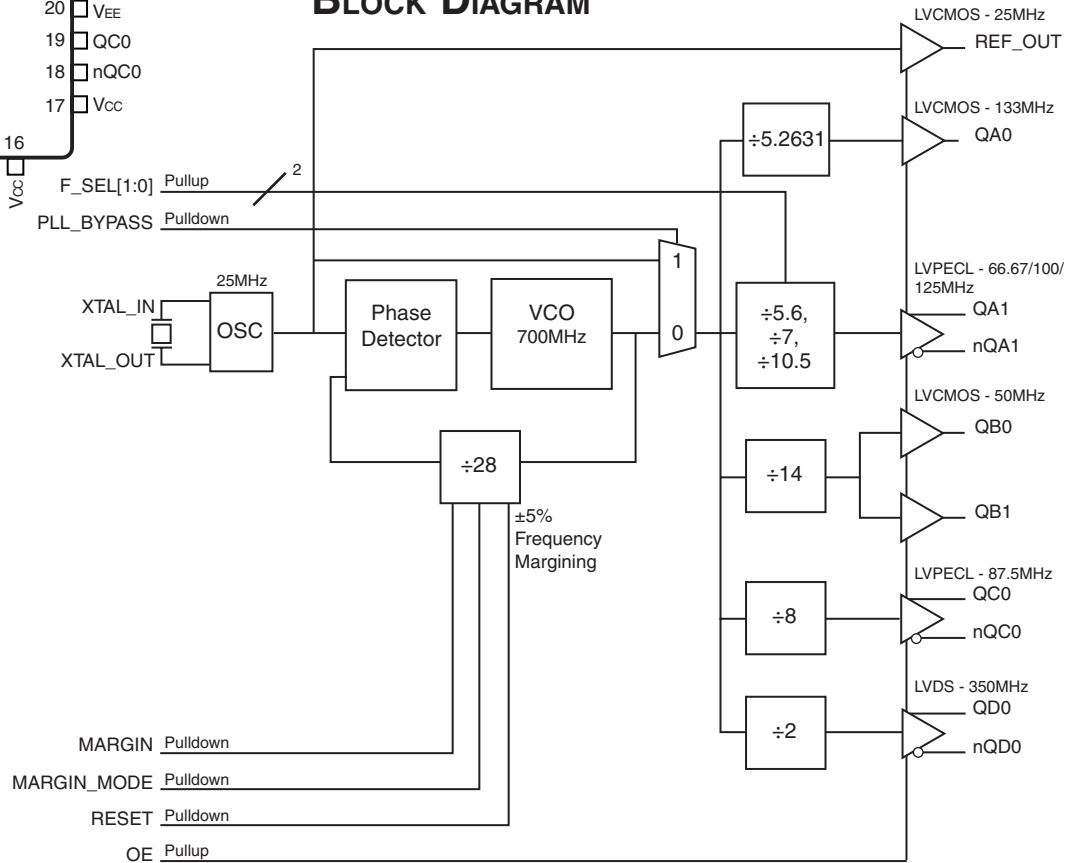 BLOCK DIAGRAM
20 VEE
19 QC0
18 nQC0
17 Vcc
16
Vcc
F_SEL[1:0] Pullup
2
PLL_BYPASS Pulldown
25MHz
XTAL_IN
XTAL_OUT
OSC
Phase
Detector
VCO
700MHz
1
0
÷28
±5%
Frequency
Margining
MARGIN Pulldown
MARGIN_MODE Pulldown
RESET Pulldown
OE Pullup
÷5.2631
÷5.6,
÷7,
÷10.5
÷14
÷8
÷2
LVCMOS - 25MHz
REF_OUT
LVCMOS - 133MHz
QA0
LVPECL - 66.67/100/
125MHz
QA1
nQA1
LVCMOS - 50MHz
QB0
QB1
LVPECL - 87.5MHz
QC0
nQC0
LVDS - 350MHz
QD0
nQD0